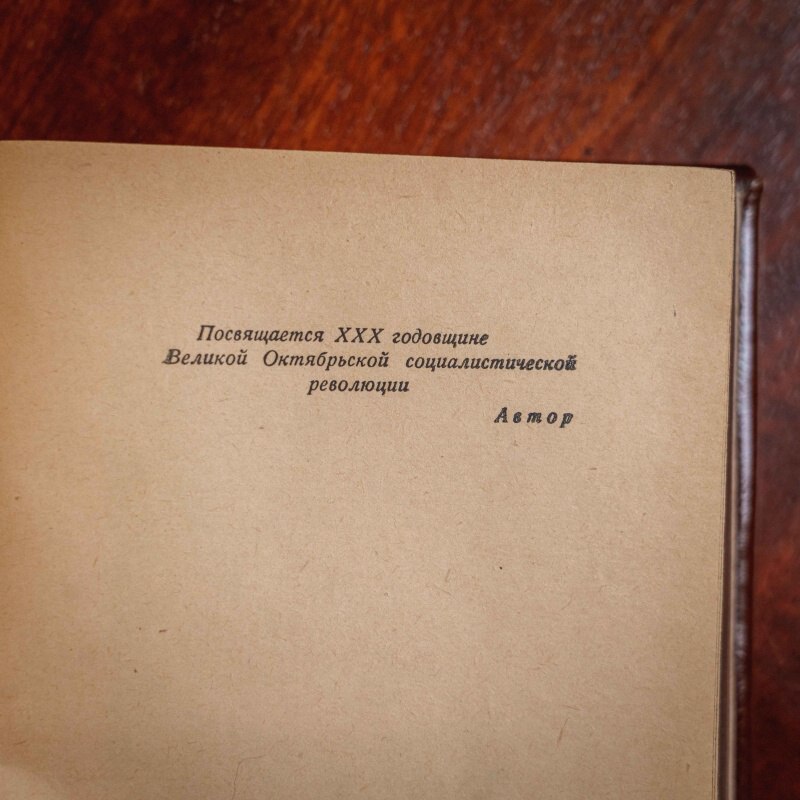 Посвящается XXX годовщине
Великой Октябрьской социалистической
революции
Автор